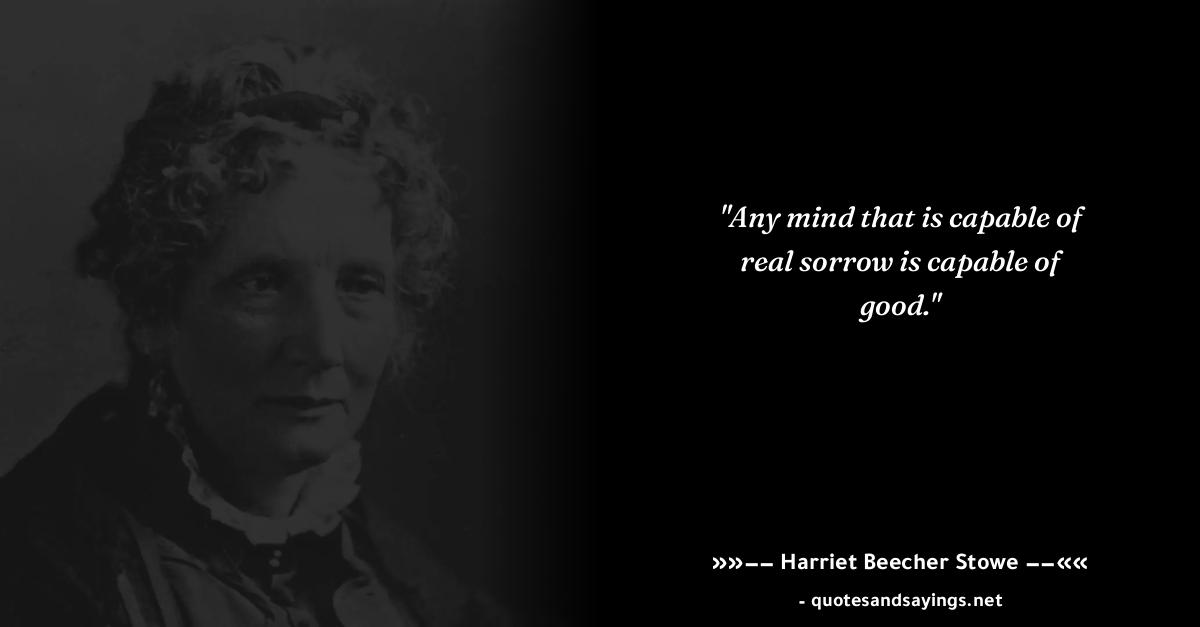 "Any mind that is capable of
real sorrow is capable of
good."
»»−− Harriet Beecher Stowe −−««
- quotesandsayings.net